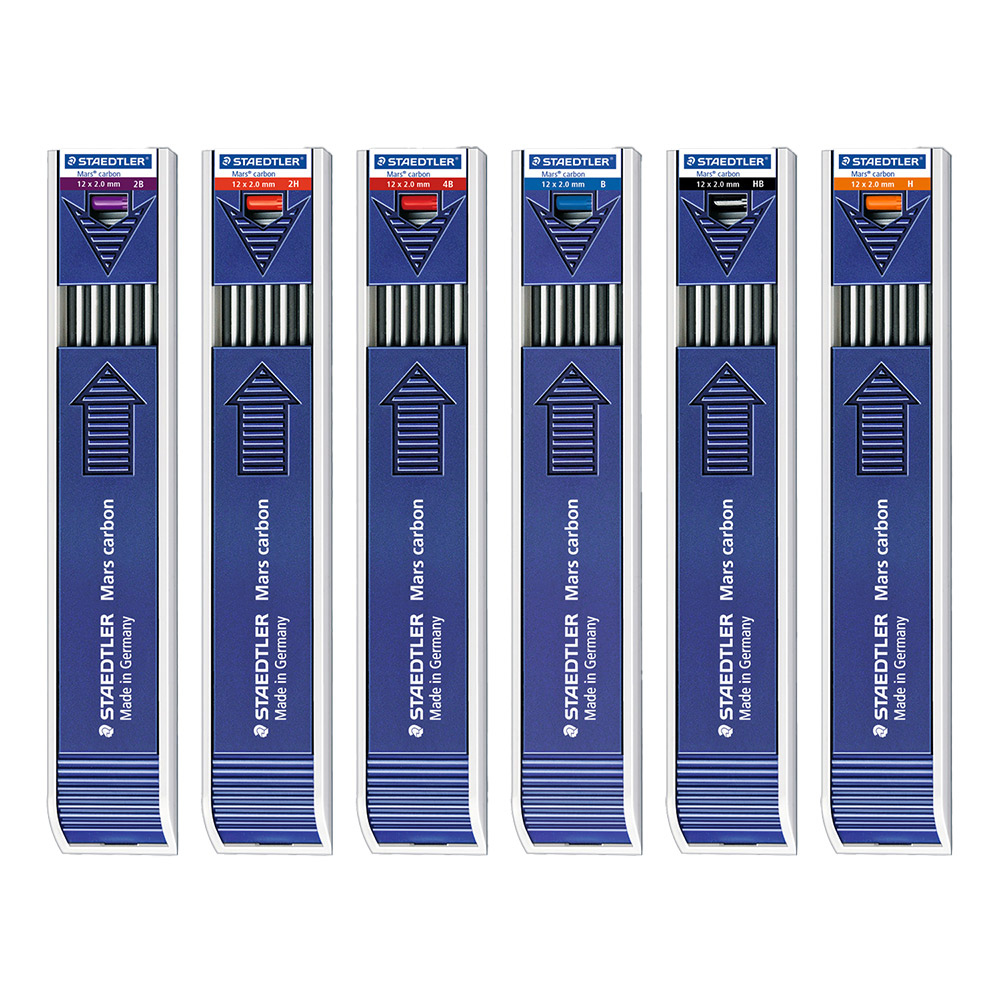 STAEDTLER®
Mars® carbon
12 x 2.0 mm 2B
STAEDTLER Mars carbon
Made in Germany
STAEDTLER®
Mars® carbon
12 x 2.0 mm 2H
STAEDTLER Mars carbon
Made in Germany
STAEDTLER®
Mars® carbon
12 x 2.0 mm 4B
STAEDTLER Mars carbon
Made in Germany
STAEDTLER®
Mars® carbon
12 x 2.0 mm B
STAEDTLER Mars carbon
Made in Germany
STAEDTLER®
Mars® carbon
12 x 2.0 mm HB
STAEDTLER Mars carbon
Made in Germany
STAEDTLER®
Mars® carbon
12 x 2.0 mm H
STAEDTLER Mars carbon
Made in Germany